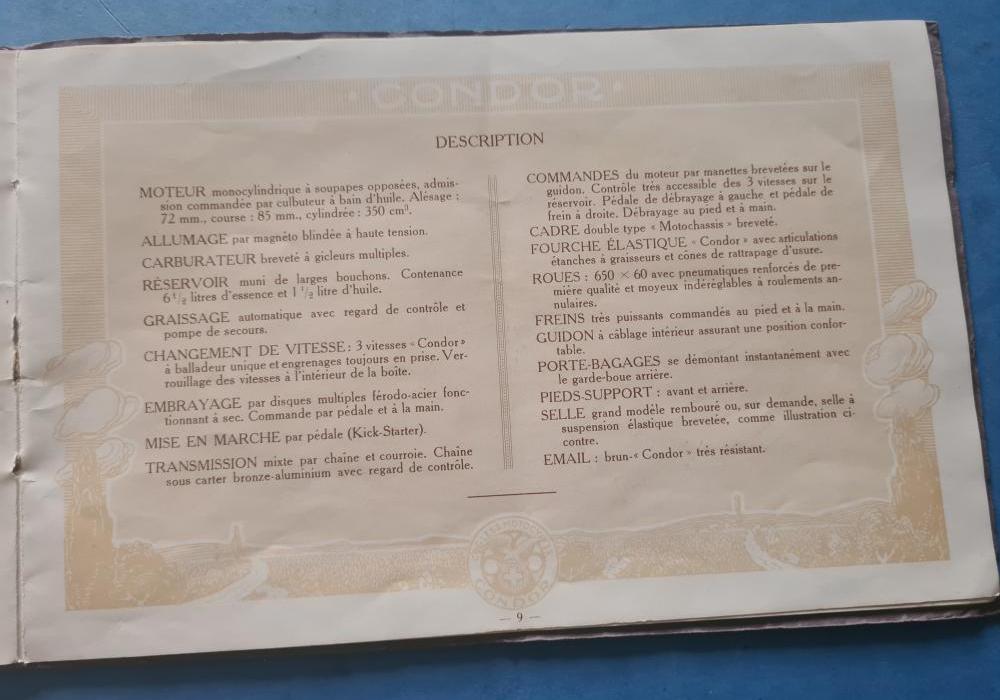 · CONDOR ·
DESCRIPTION
MOTEUR monocylindrique à soupapes opposées, admis-
sion commandée par culbuteur à bain d'huile. Alésage :
72 mm., course : 85 mm., cylindrée : 350 cm³.
ALLUMAGE par magnéto blindée à haute tension.
CARBURATEUR breveté à gicleurs multiples.
RÉSERVOIR muni de larges bouchons. Contenance
6 1/2 litres d'essence et 1 1/2 litre d'huile.
GRAISSAGE automatique avec regard de contrôle et
pompe de secours.
CHANGEMENT DE VITESSE : 3 vitesses « Condor »
à balladeur unique et engrenages toujours en prise. Ver-
rouillage des vitesses à l'intérieur de la boîte.
EMBRAYAGE par disques multiples férodo-acier fonc-
tionnant à sec. Commande par pédale et à la main.
MISE EN MARCHE par pédale (Kick-Starter).
TRANSMISSION mixte par chaîne et courroie. Chaîne
sous carter bronze-aluminium avec regard de contrôle.
COMMANDES du moteur par manettes brevetées sur le
guidon. Contrôle très accessible des 3 vitesses sur le
réservoir. Pédale de débrayage à gauche et pédale de
frein à droite. Débrayage au pied et à main.
CADRE double type « Motochassis » breveté.
FOURCHE ÉLASTIQUE « Condor » avec articulations
étanches à graisseurs et cônes de rattrapage d'usure.
ROUES : 650 × 60 avec pneumatiques renforcés de pre-
mière qualité et moyeux indéréglables à roulements an-
nulaires.
FREINS très puissants commandés au pied et à la main.
GUIDON à câblage intérieur assurant une position confor-
table.
PORTE-BAGAGES se démontant instantanément avec
le garde-boue arrière.
PIEDS-SUPPORT : avant et arrière.
SELLE grand modèle rembouré ou, sur demande, selle à
suspension élastique brevetée, comme illustration ci-
contre.
EMAIL : brun-« Condor » très résistant.
CONDOR
— 9 —